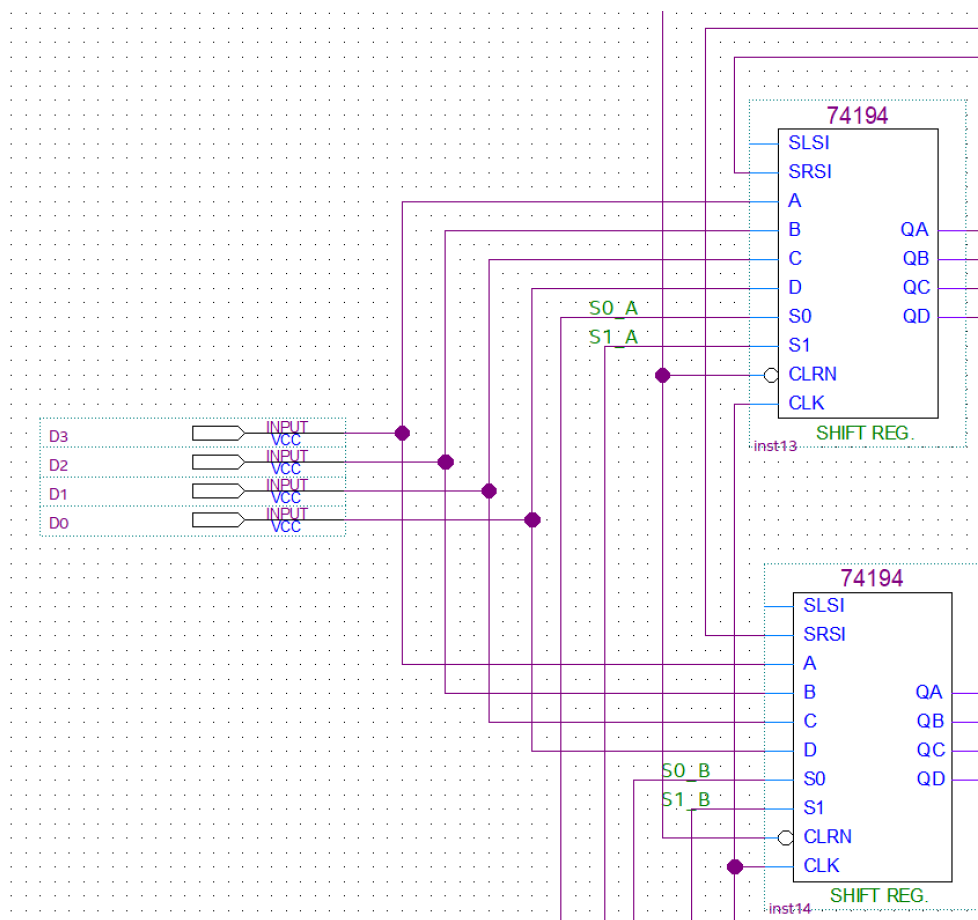 74194
SLSI
SRSI
A
B QA
C QB
D QC
S0_A S0 QD
S1_A S1
CLRN
CLK
SHIFT REG.
inst13
D3 INPUT
VCC
D2 INPUT
VCC
D1 INPUT
VCC
D0 INPUT
VCC
74194
SLSI
SRSI
A
B QA
C QB
D QC
S0_B S0 QD
S1_B S1
CLRN
CLK
SHIFT REG.
inst14